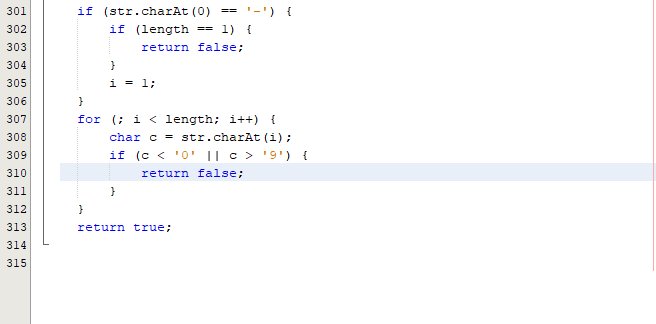 301 if (str.charAt(0) == '-') {
302 if (length == 1) {
303 return false;
304 }
305 i = 1;
306 }
307 for (; i < length; i++) {
308 char c = str.charAt(i);
309 if (c < '0' || c > '9') {
310 return false;
311 }
312 }
313 return true;
314
315